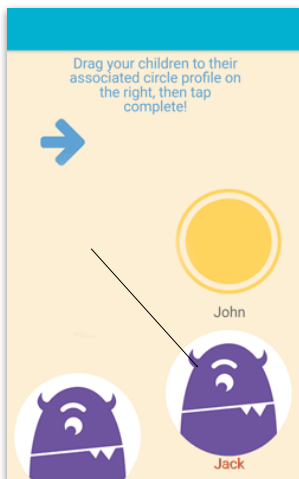 Drag your children to their
associated circle profile on
the right, then tap
complete!
John
Jack